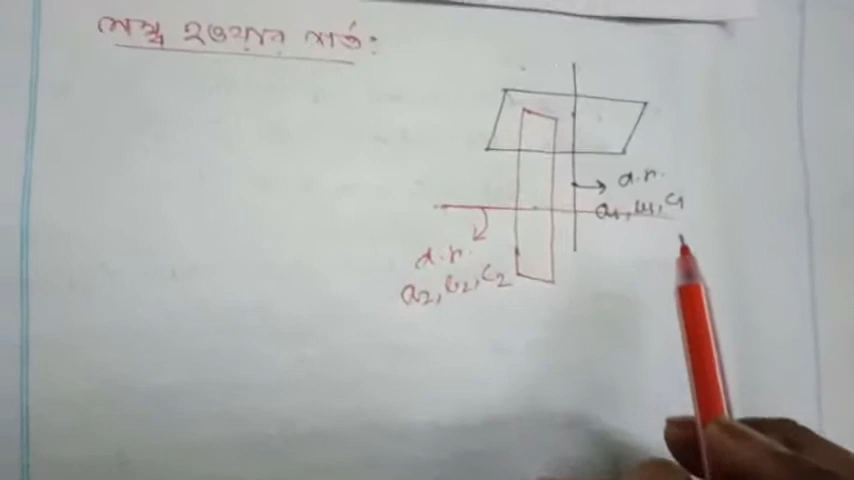 লম্ব হওয়ার শর্ত:
d.r.
a₁, b₁, c₁
d.r.
a₂, b₂, c₂